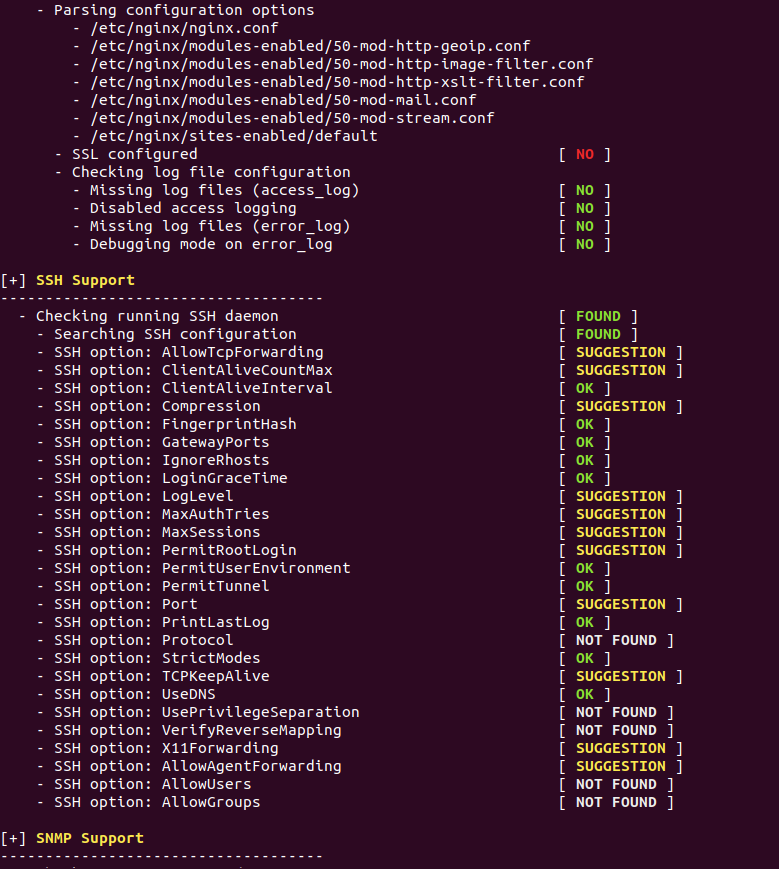 - Parsing configuration options
- /etc/nginx/nginx.conf
- /etc/nginx/modules-enabled/50-mod-http-geoip.conf
- /etc/nginx/modules-enabled/50-mod-http-image-filter.conf
- /etc/nginx/modules-enabled/50-mod-http-xslt-filter.conf
- /etc/nginx/modules-enabled/50-mod-mail.conf
- /etc/nginx/modules-enabled/50-mod-stream.conf
- /etc/nginx/sites-enabled/default
- SSL configured [ NO ]
- Checking log file configuration
- Missing log files (access_log) [ NO ]
- Disabled access logging [ NO ]
- Missing log files (error_log) [ NO ]
- Debugging mode on error_log [ NO ]
[+] SSH Support
------------------------------------
- Checking running SSH daemon [ FOUND ]
- Searching SSH configuration [ FOUND ]
- SSH option: AllowTcpForwarding [ SUGGESTION ]
- SSH option: ClientAliveCountMax [ SUGGESTION ]
- SSH option: ClientAliveInterval [ OK ]
- SSH option: Compression [ SUGGESTION ]
- SSH option: FingerprintHash [ OK ]
- SSH option: GatewayPorts [ OK ]
- SSH option: IgnoreRhosts [ OK ]
- SSH option: LoginGraceTime [ OK ]
- SSH option: LogLevel [ SUGGESTION ]
- SSH option: MaxAuthTries [ SUGGESTION ]
- SSH option: MaxSessions [ SUGGESTION ]
- SSH option: PermitRootLogin [ SUGGESTION ]
- SSH option: PermitUserEnvironment [ OK ]
- SSH option: PermitTunnel [ OK ]
- SSH option: Port [ SUGGESTION ]
- SSH option: PrintLastLog [ OK ]
- SSH option: Protocol [ NOT FOUND ]
- SSH option: StrictModes [ OK ]
- SSH option: TCPKeepAlive [ SUGGESTION ]
- SSH option: UseDNS [ OK ]
- SSH option: UsePrivilegeSeparation [ NOT FOUND ]
- SSH option: VerifyReverseMapping [ NOT FOUND ]
- SSH option: X11Forwarding [ SUGGESTION ]
- SSH option: AllowAgentForwarding [ SUGGESTION ]
- SSH option: AllowUsers [ NOT FOUND ]
- SSH option: AllowGroups [ NOT FOUND ]
[+] SNMP Support
------------------------------------